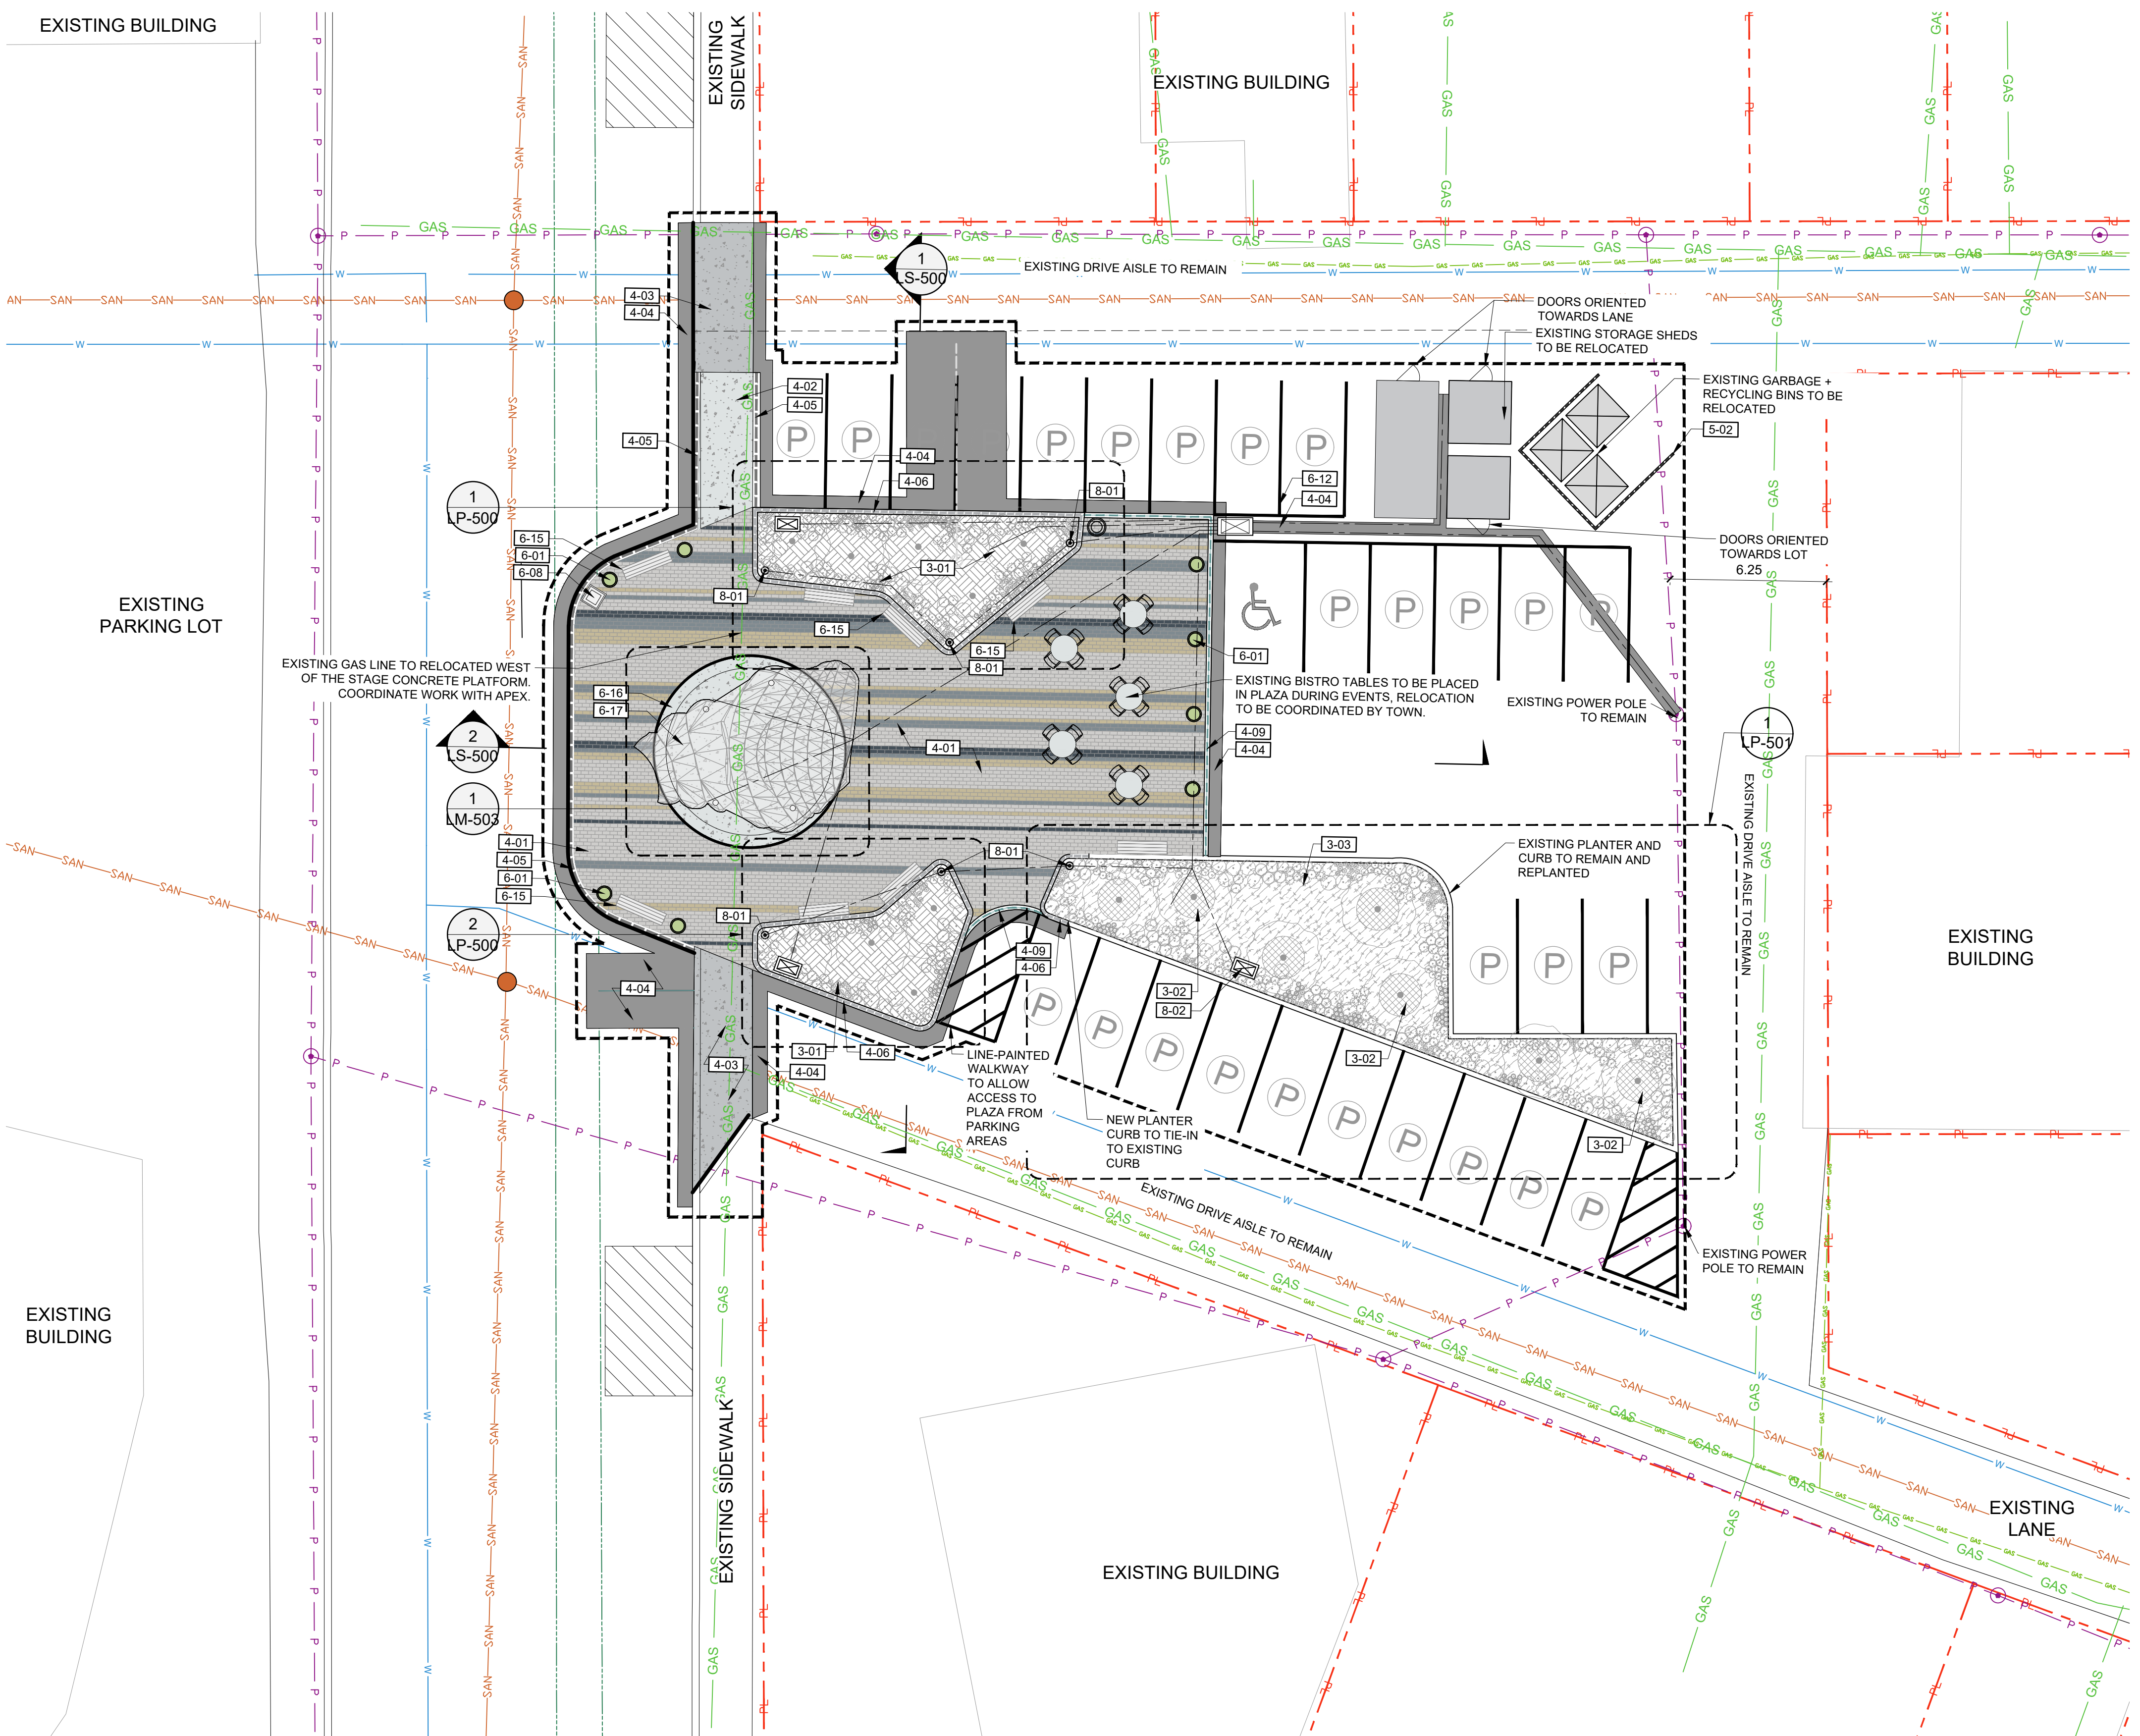 EXISTING BUILDING
EXISTING
SIDEWALK
EXISTING BUILDING
1
LS-500
EXISTING DRIVE AISLE TO REMAIN
4-03
4-04
DOORS ORIENTED
TOWARDS LANE
EXISTING STORAGE SHEDS
TO BE RELOCATED
EXISTING GARBAGE +
RECYCLING BINS TO BE
RELOCATED
5-02
4-02
4-05
4-05
4-04
4-06
8-01
6-12
4-04
1
LP-500
6-15
6-01
6-08
3-01
8-01
6-15
6-15
8-01
DOORS ORIENTED
TOWARDS LOT
6.25
EXISTING
PARKING LOT
6-01
EXISTING GAS LINE TO RELOCATED WEST
OF THE STAGE CONCRETE PLATFORM.
COORDINATE WORK WITH APEX.
6-16
6-17
EXISTING BISTRO TABLES TO BE PLACED
IN PLAZA DURING EVENTS, RELOCATION
TO BE COORDINATED BY TOWN.
EXISTING POWER POLE
TO REMAIN
2
LS-500
4-01
4-09
4-04
1
LP-501
1
LM-503
EXISTING DRIVE AISLE TO REMAIN
4-01
4-05
6-01
6-15
8-01
3-03
EXISTING PLANTER AND
CURB TO REMAIN AND
REPLANTED
8-01
2
LP-500
4-09
4-06
4-04
3-02
8-02
EXISTING
BUILDING
3-01
4-06
4-03
4-04
3-02
LINE-PAINTED
WALKWAY
TO ALLOW
ACCESS TO
PLAZA FROM
PARKING
AREAS
NEW PLANTER
CURB TO TIE-IN
TO EXISTING
CURB
3-02
EXISTING DRIVE AISLE TO REMAIN
EXISTING POWER
POLE TO REMAIN
EXISTING
BUILDING
EXISTING SIDEWALK
EXISTING BUILDING
EXISTING
LANE